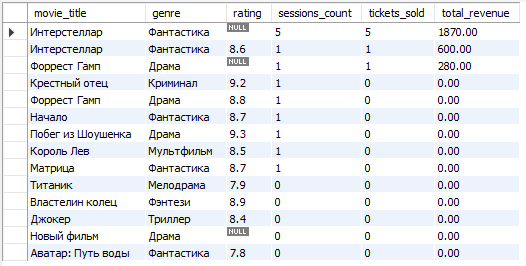 movie_title genre rating sessions_count tickets_sold total_revenue
Интерстеллар Фантастика NULL 5 5 1870.00
Интерстеллар Фантастика 8.6 1 1 600.00
Форрест Гамп Драма NULL 1 1 280.00
Крестный отец Криминал 9.2 1 0 0.00
Форрест Гамп Драма 8.8 1 0 0.00
Начало Фантастика 8.7 1 0 0.00
Побег из Шоушенка Драма 9.3 1 0 0.00
Король Лев Мультфильм 8.5 1 0 0.00
Матрица Фантастика 8.7 1 0 0.00
Титаник Мелодрама 7.9 0 0 0.00
Властелин колец Фэнтези 8.9 0 0 0.00
Джокер Триллер 8.4 0 0 0.00
Новый фильм Драма NULL 0 0 0.00
Аватар: Путь воды Фантастика 7.8 0 0 0.00